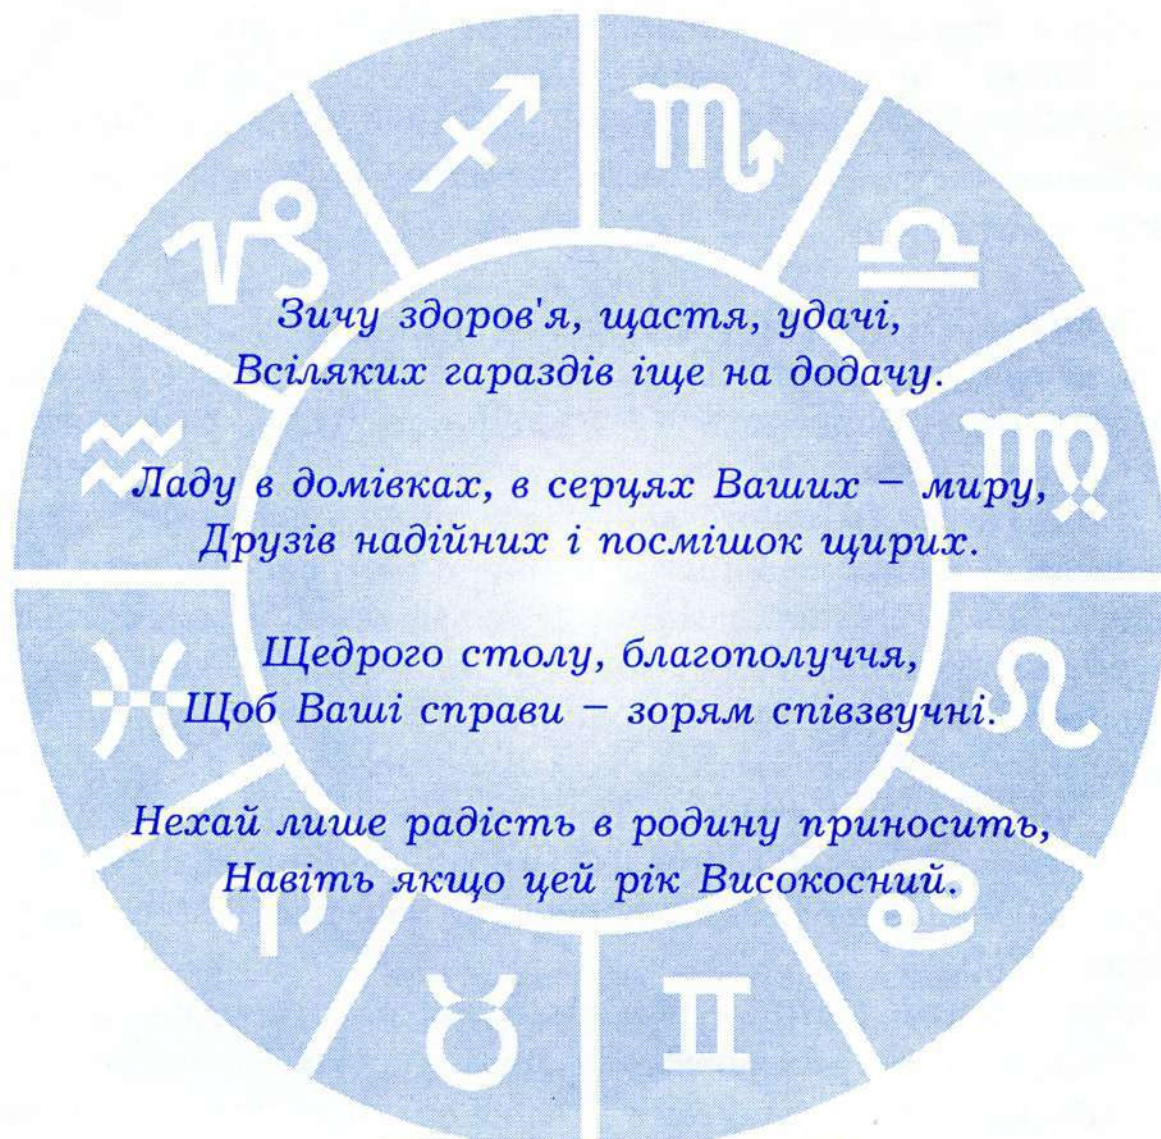 Зичу здоров'я, щастя, удачі,
Всіляких гараздів іще на додачу.
Ладу в домівках, в серцях Ваших – миру,
Друзів надійних і посмішок щирих.
Щедрого столу, благополуччя,
Щоб Ваші справи – зорям співзвучні.
Нехай лише радість в родину приносить,
Навіть якщо цей рік Високосний.